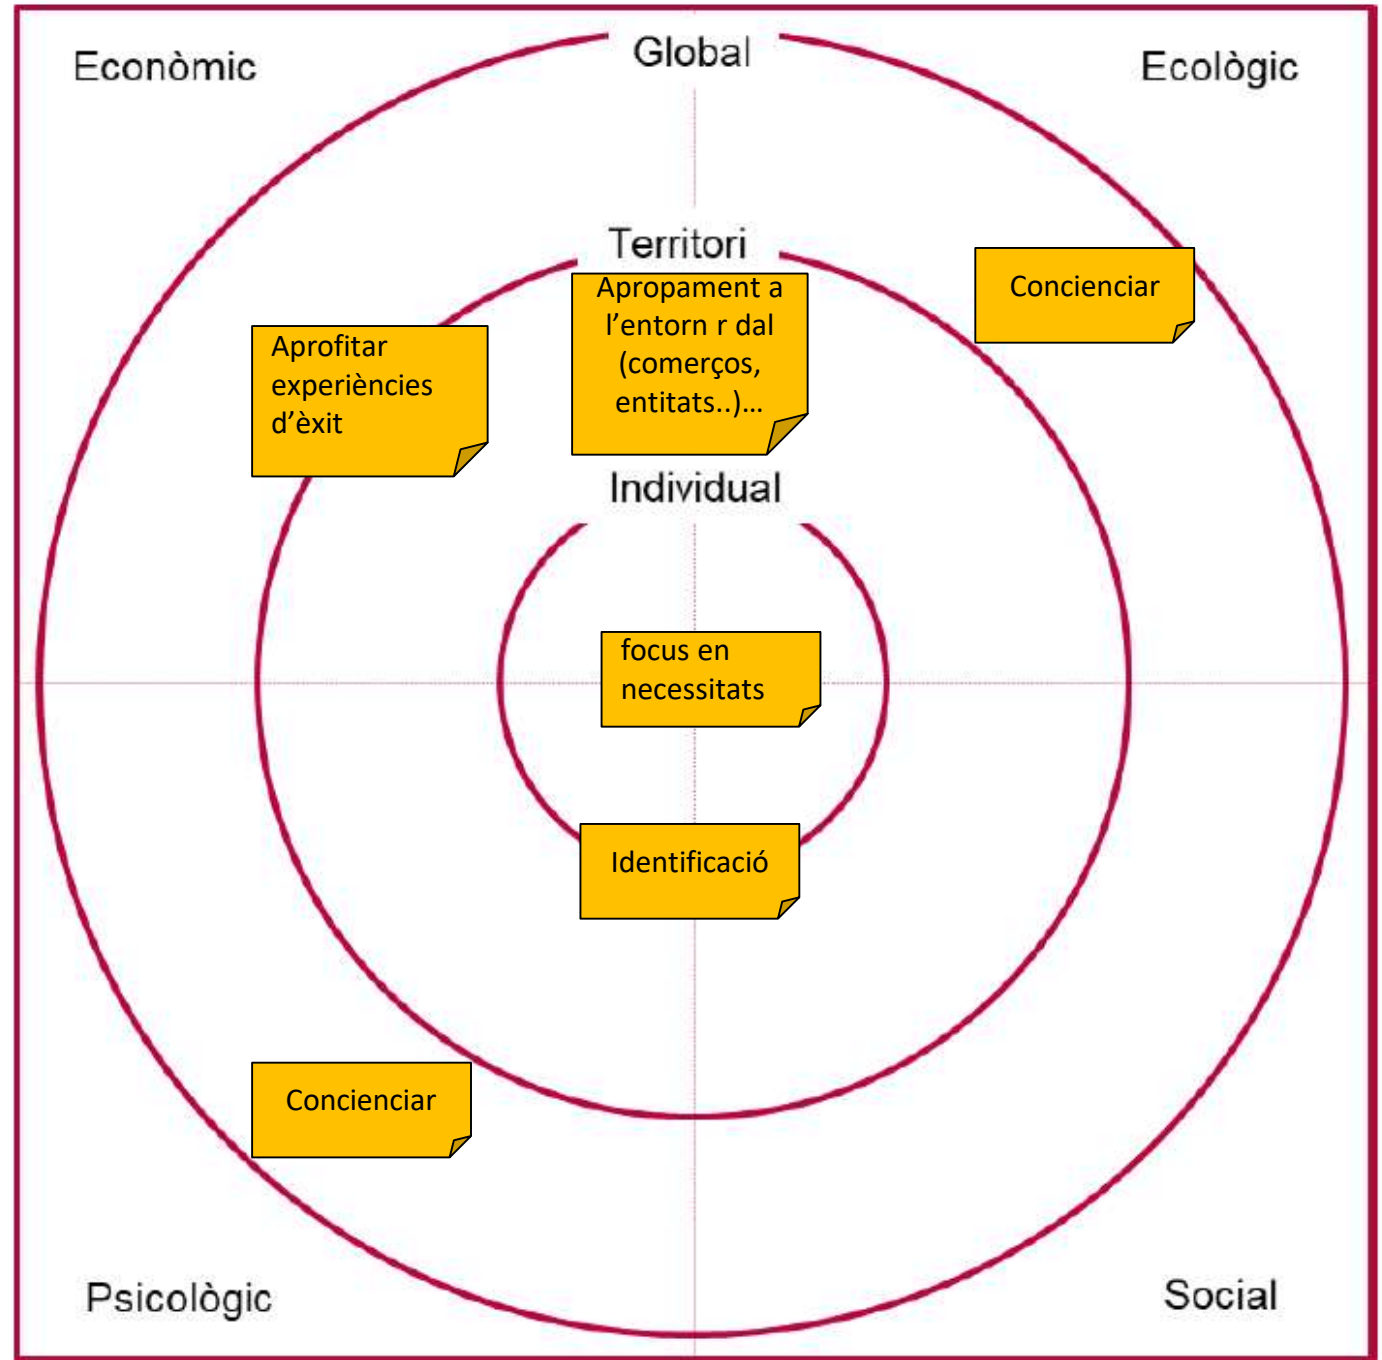 Econòmic
Global
Ecològic
Territori
Concienciar
Apropament a
l’entorn r dal
(comerços,
entitats..)…
Aprofitar
experiències
d’èxit
Individual
focus en
necessitats
Identificació
Concienciar
Psicològic
Social